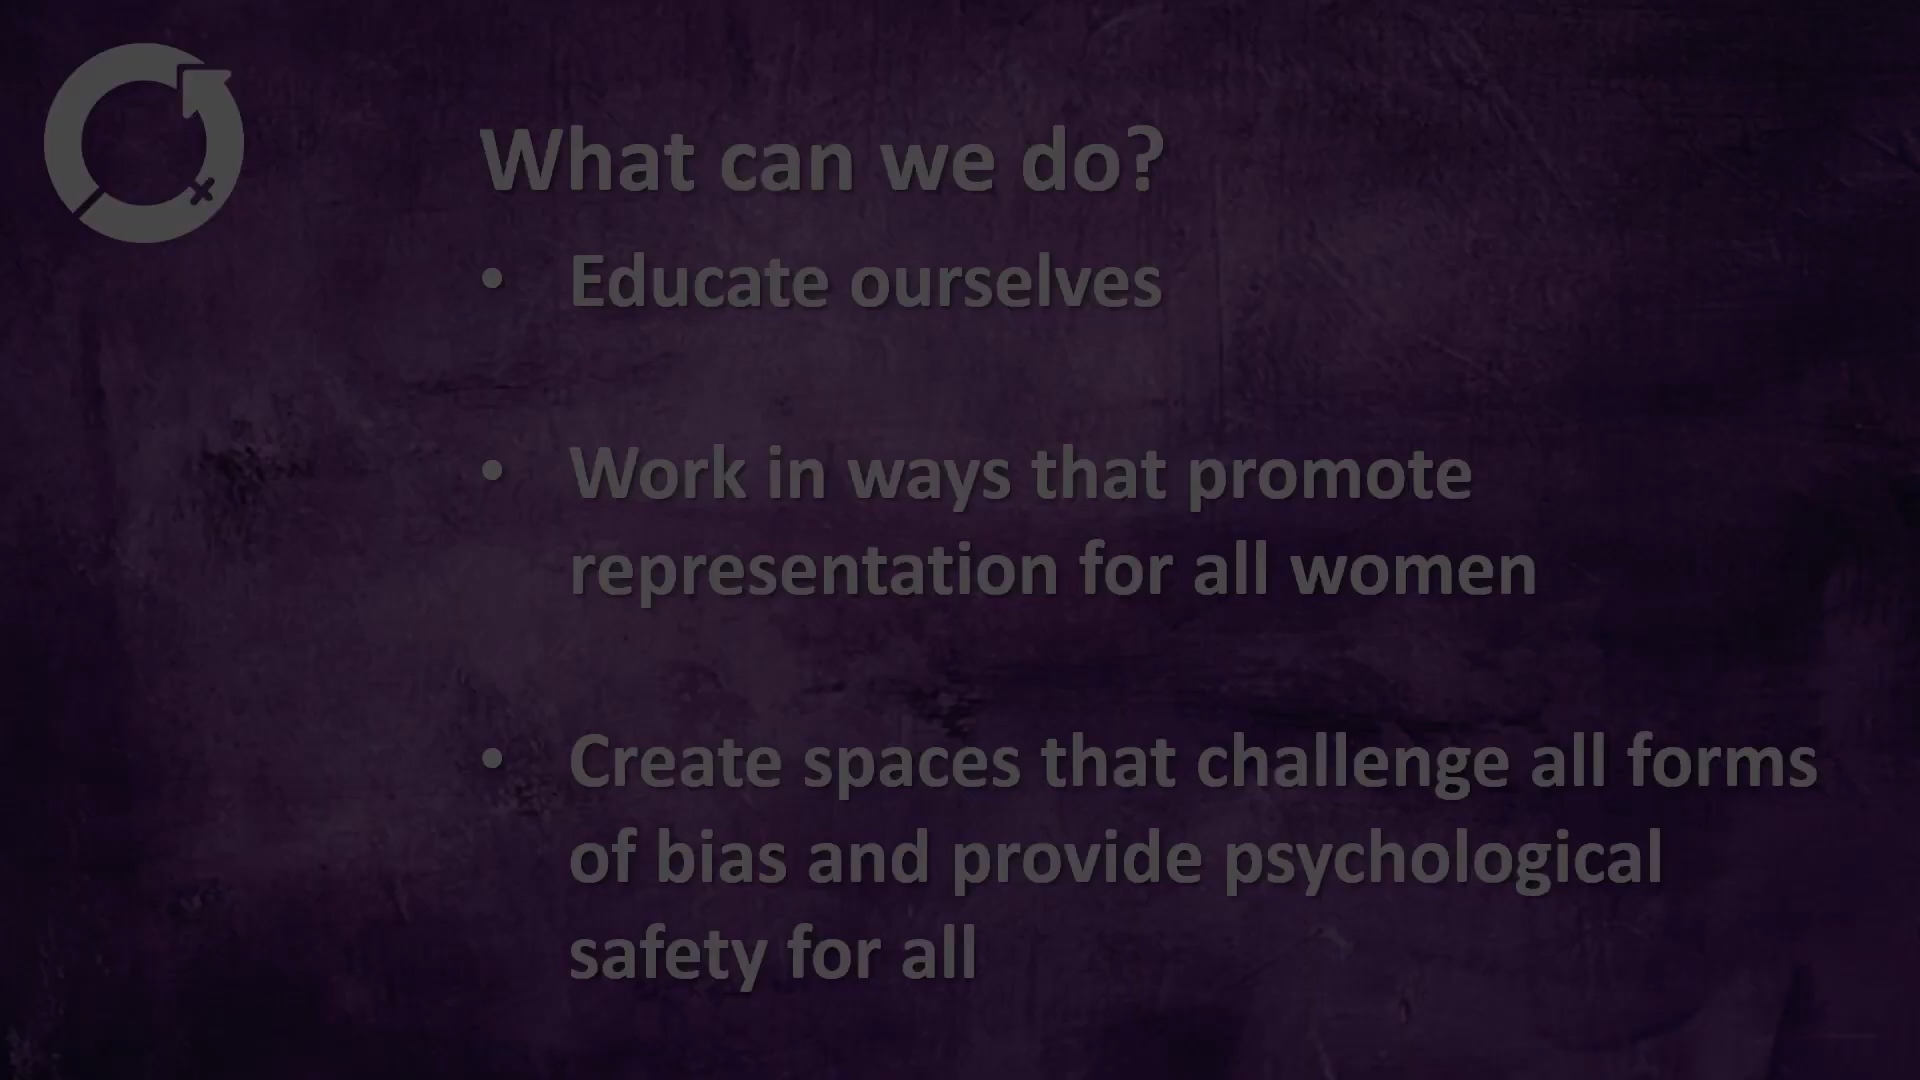 What can we do?
• Educate ourselves
• Work in ways that promote
representation for all women
• Create spaces that challenge all forms
of bias and provide psychological
safety for all